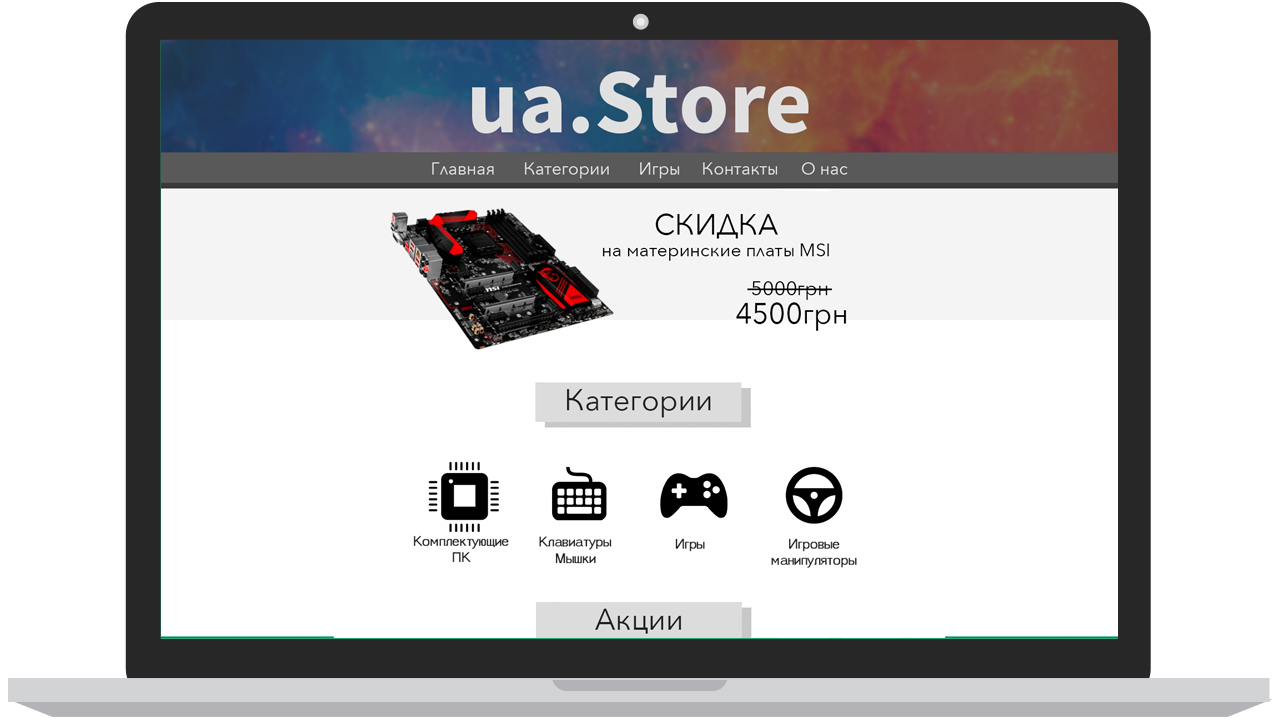 ua.Store
Главная Категории Игры Контакты О нас
СКИДКА
на материнские платы MSI
5000грн
4500грн
msi
Категории
Комплектующие
ПК
Клавиатуры
Мышки
Игры
Игровые
манипуляторы
Акции